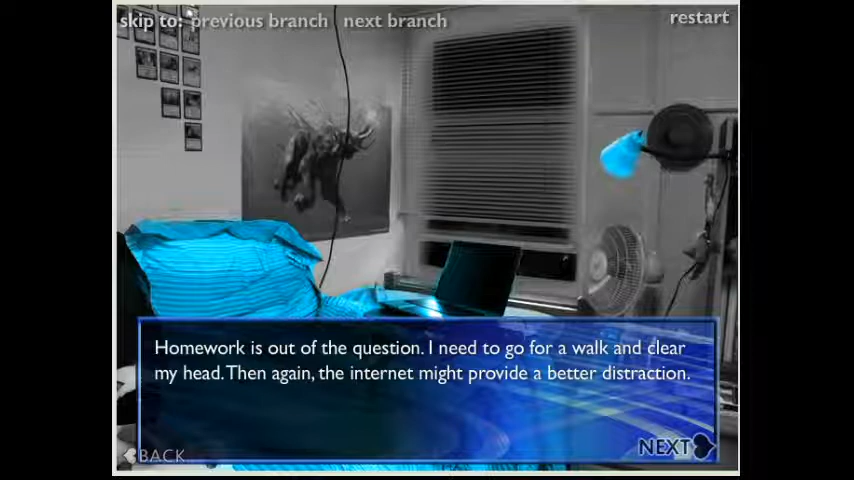 skip to: previous branch next branch
restart
Homework is out of the question. I need to go for a walk and clear
my head. Then again, the internet might provide a better distraction.
BACK
NEXT